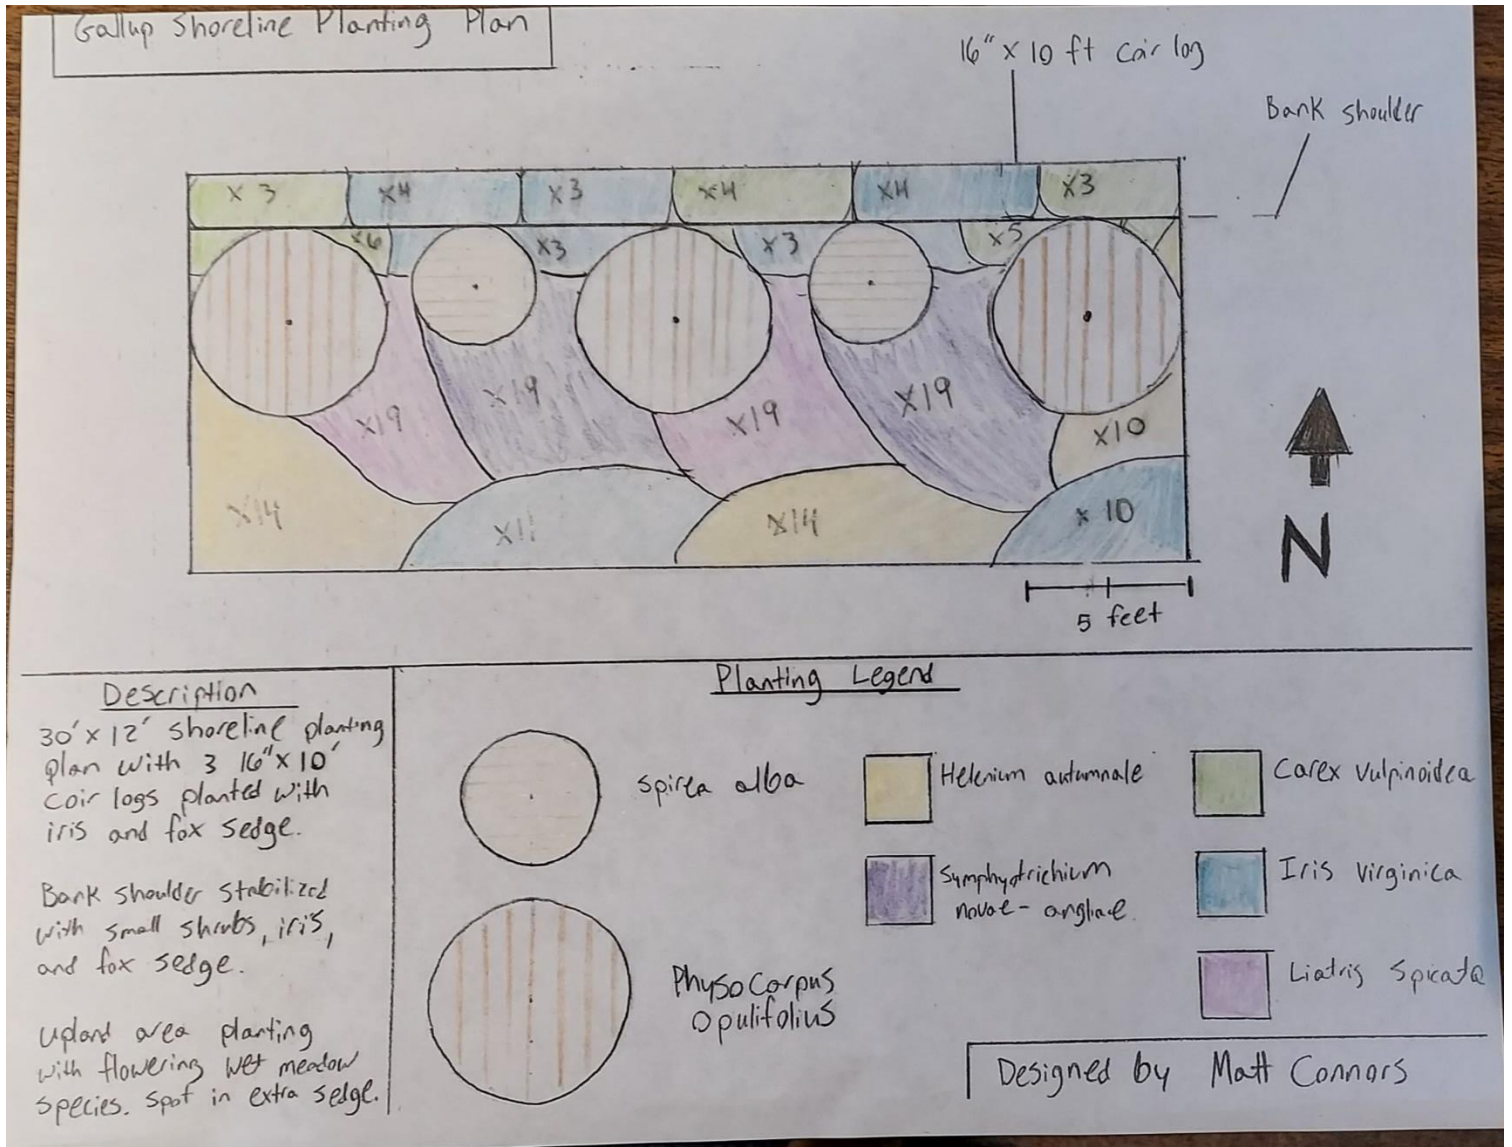 Gallup Shoreline Planting Plan
16" x 10 ft coir log
Bank shoulder
x 3
x4
x3
x4
x4
x3
x6
x3
x3
x5
x19
x19
x19
x19
x10
x14
x11
x14
x 10
N
5 feet
Description
30' x 12' shoreline planting
plan with 3 16" x 10'
coir logs planted with
iris and fox sedge.
Bank shoulder stabilized
with small shrubs, iris,
and fox sedge.
Upland area planting
with flowering wet meadow
species. Spot in extra sedge.
Planting Legend
Spirea alba
Physocarpus
opulifolius
Helenium autumnale
Symphyotrichium
novae-angliae
Carex vulpinoidea
Iris virginica
Liatris spicata
Designed by Matt Connors